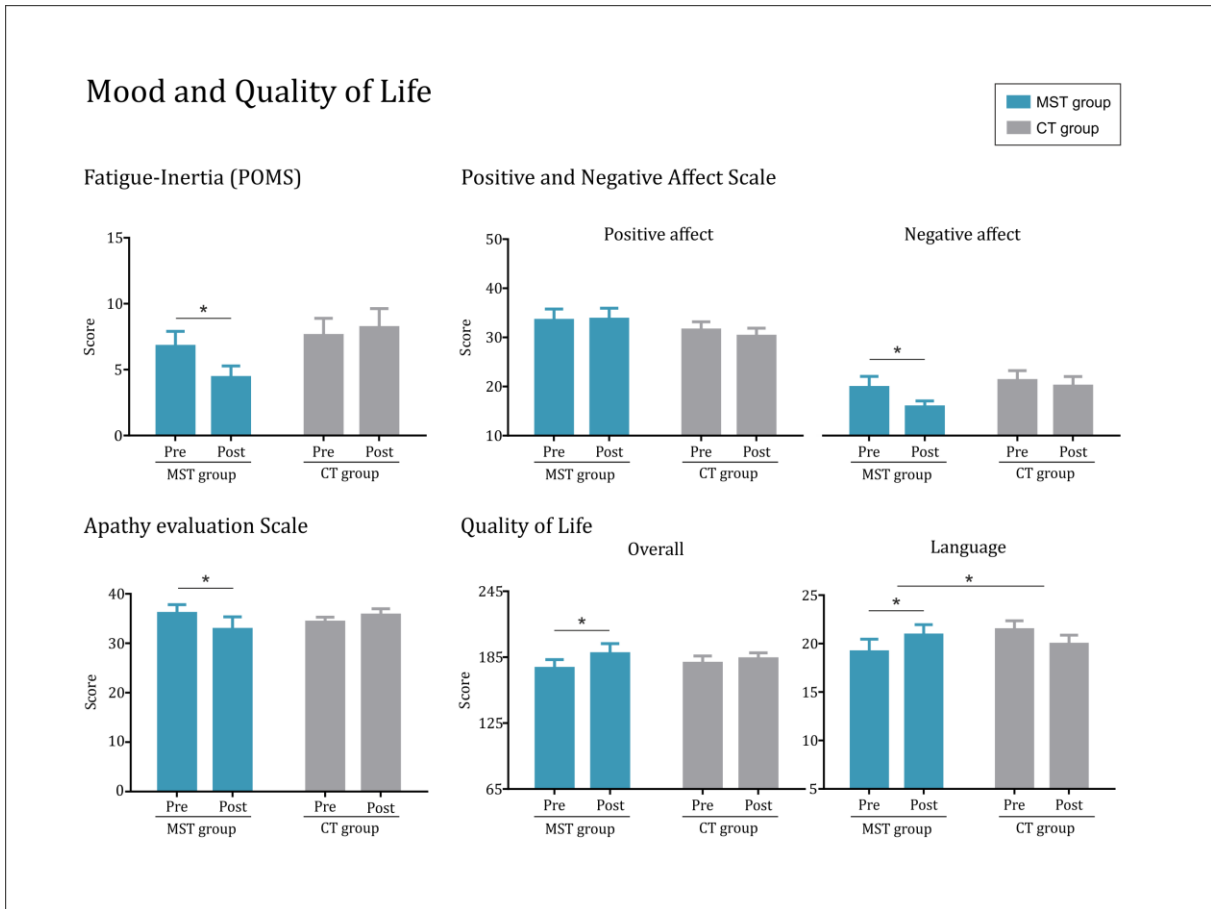 Mood and Quality of Life
MST group
CT group
Fatigue-Inertia (POMS)
15
10
5
0
Score
*
Pre Post Pre Post
MST group CT group
Positive and Negative Affect Scale
Positive affect
50
40
30
20
10
Score
Pre Post Pre Post
MST group CT group
Negative affect
*
Pre Post Pre Post
MST group CT group
Apathy evaluation Scale
40
30
20
10
0
Score
*
Pre Post Pre Post
MST group CT group
Quality of Life
Overall
245
185
125
65
Score
*
Pre Post Pre Post
MST group CT group
Language
25
20
15
10
5
*
*
Pre Post Pre Post
MST group CT group